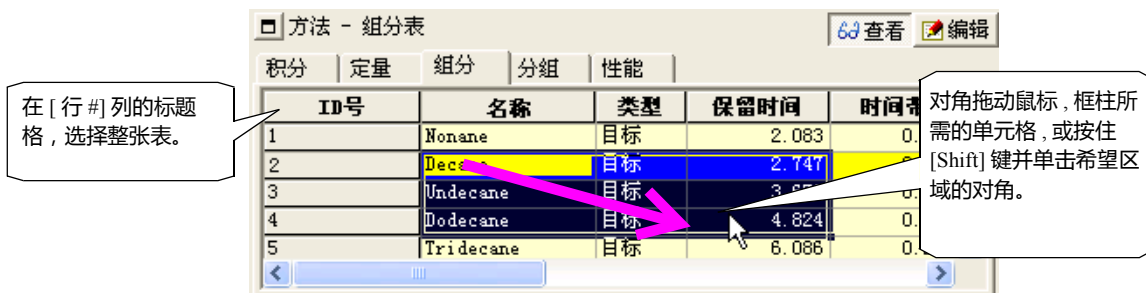 方法 - 组分表
查看 编辑
积分 定量 组分 分组 性能
在 [ 行 #] 列的标题
格，选择整张表。
ID号 名称 类型 保留时间
1 Nonane 目标 2.083 0.
2 目标 2.747
3 Undecane 目标
4 Dodecane 目标 4.824 0.
5 Tridecane 目标 6.086 0.
对角拖动鼠标 , 框柱所
需的单元格 , 或按住
[Shift] 键并单击希望区
域的对角。